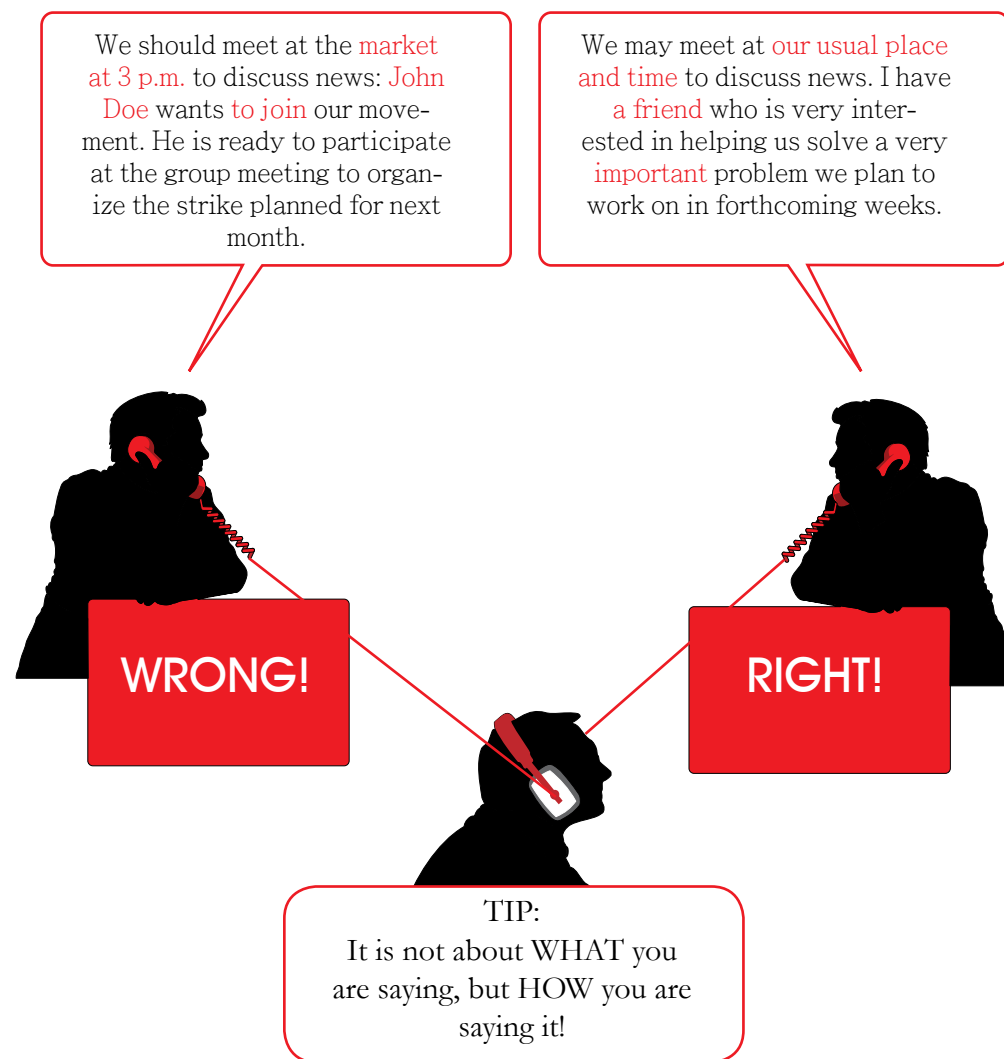 We should meet at the market
at 3 p.m. to discuss news: John
Doe wants to join our move-
ment. He is ready to participate
at the group meeting to organ-
ize the strike planned for next
month.
We may meet at our usual place
and time to discuss news. I have
a friend who is very inter-
ested in helping us solve a very
important problem we plan to
work on in forthcoming weeks.
WRONG!
RIGHT!
TIP:
It is not about WHAT you
are saying, but HOW you are
saying it!